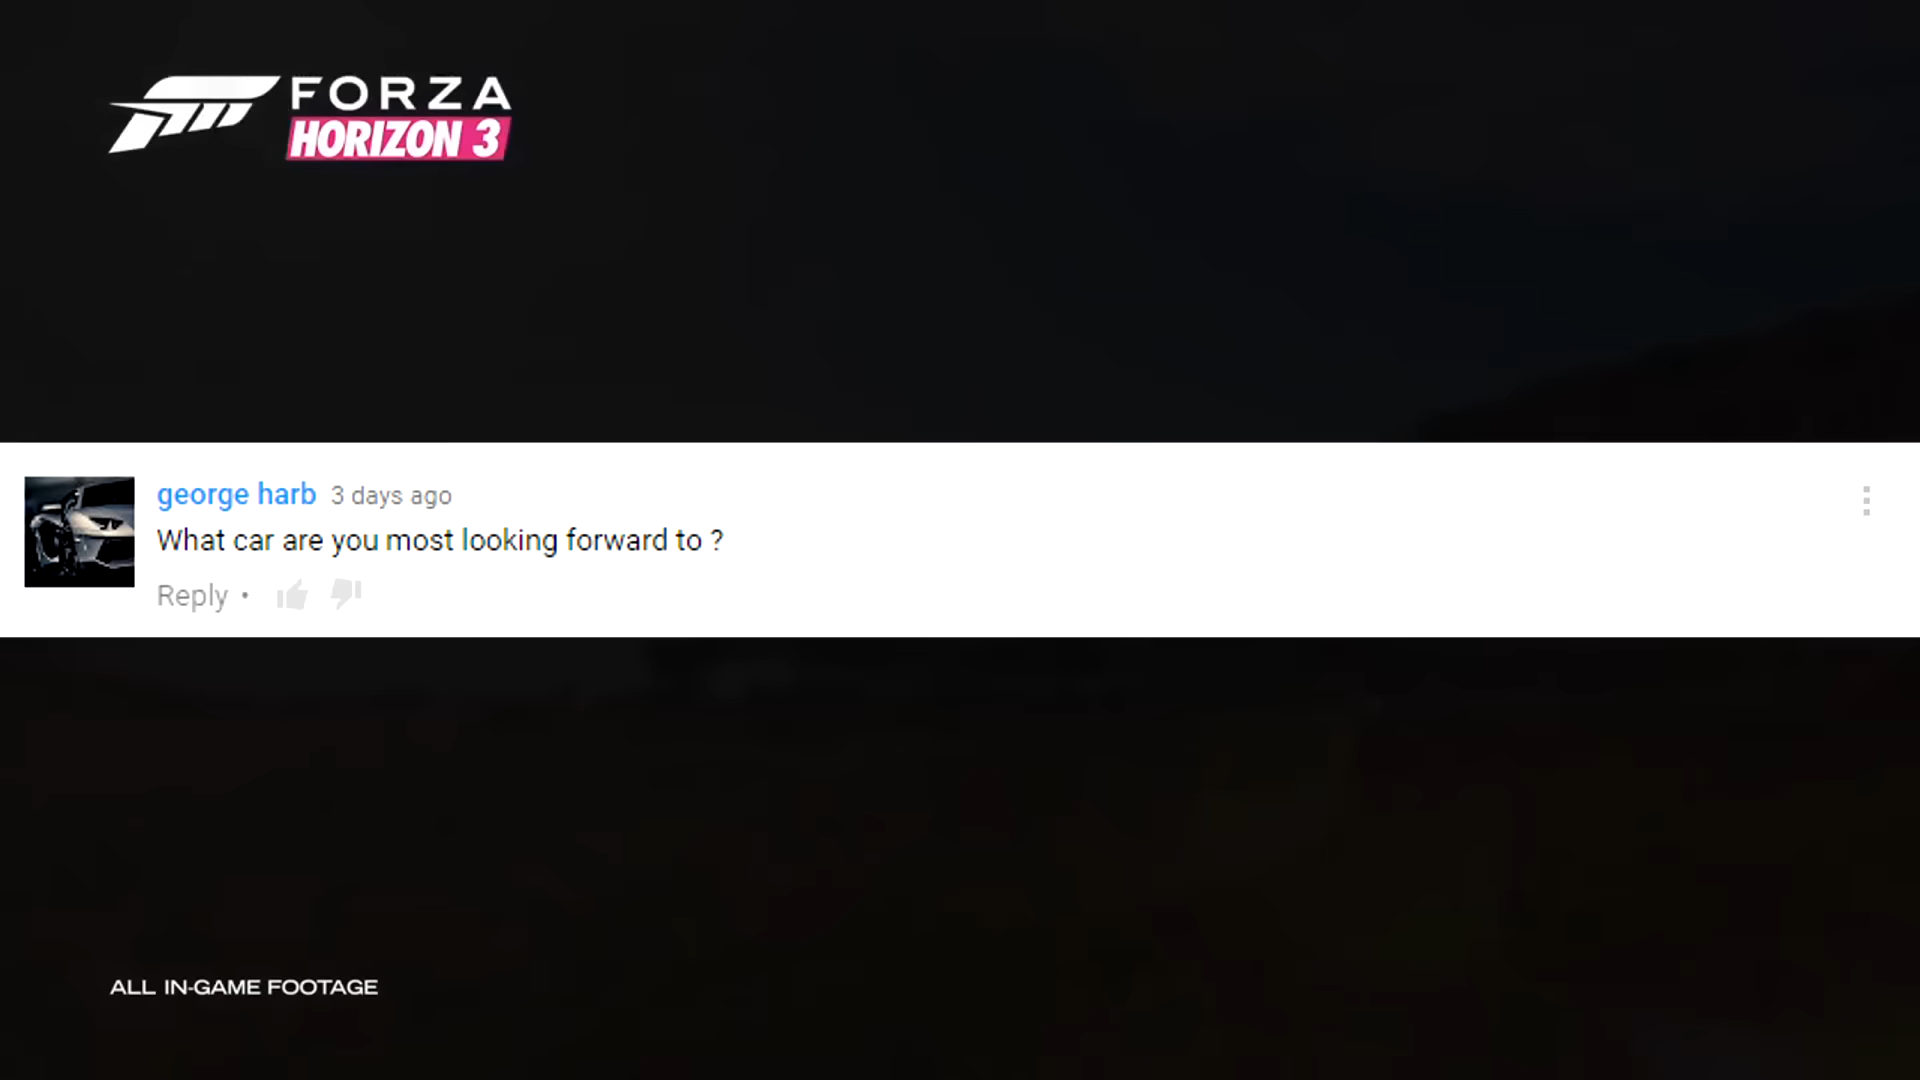 FORZA
HORIZON 3
george harb 3 days ago
What car are you most looking forward to ?
Reply •
ALL IN-GAME FOOTAGE